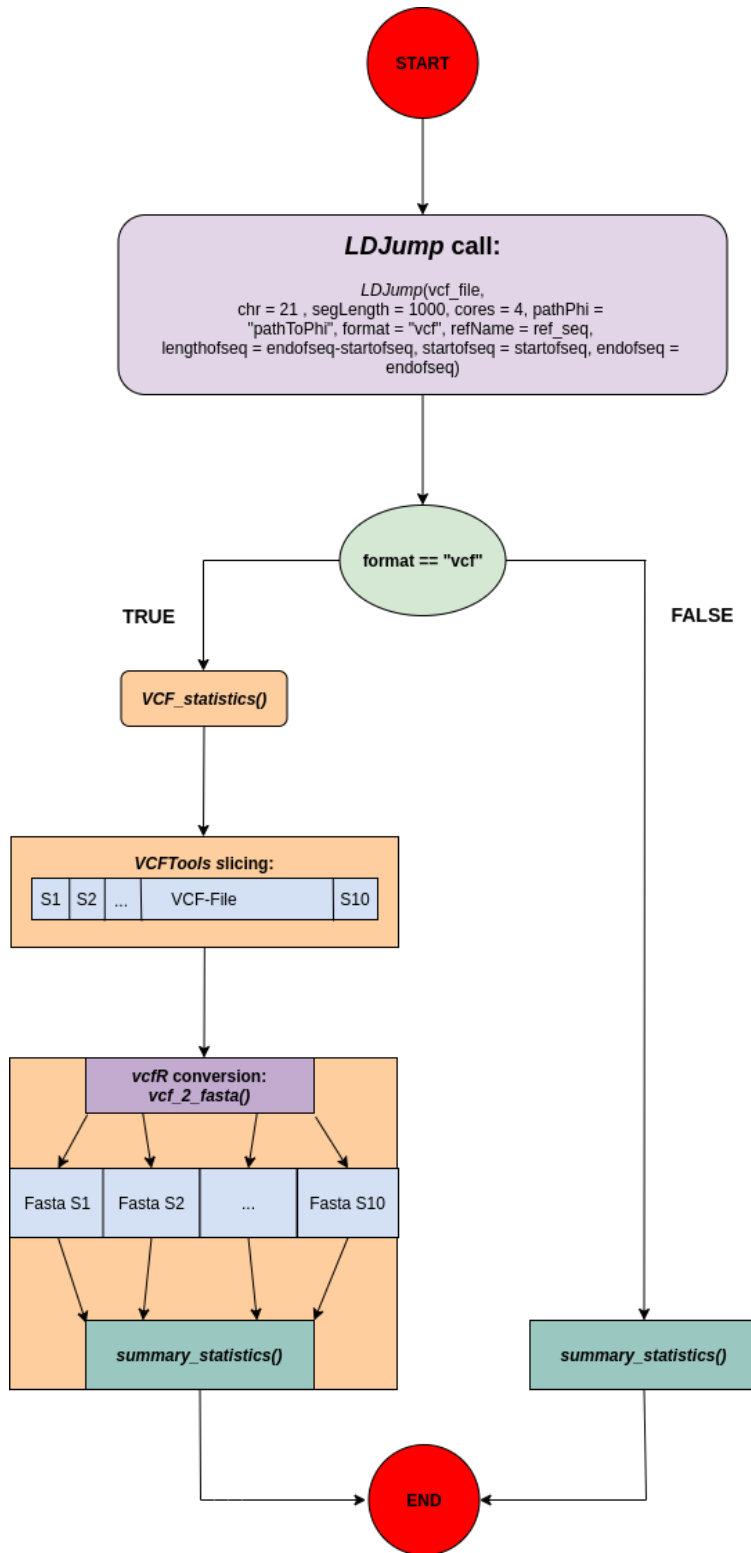 START
LDJump call:
LDJump(vcf_file,
chr = 21 , segLength = 1000, cores = 4, pathPhi =
"pathToPhi", format = "vcf", refName = ref_seq,
lengthofseq = endofseq-startofseq, startofseq = startofseq, endofseq =
endofseq)
format == "vcf"
TRUE
FALSE
VCF_statistics()
VCFTools slicing:
S1 S2 ... VCF-File S10
vcfR conversion:
vcf_2_fasta()
Fasta S1 Fasta S2 ... Fasta S10
summary_statistics()
summary_statistics()
END